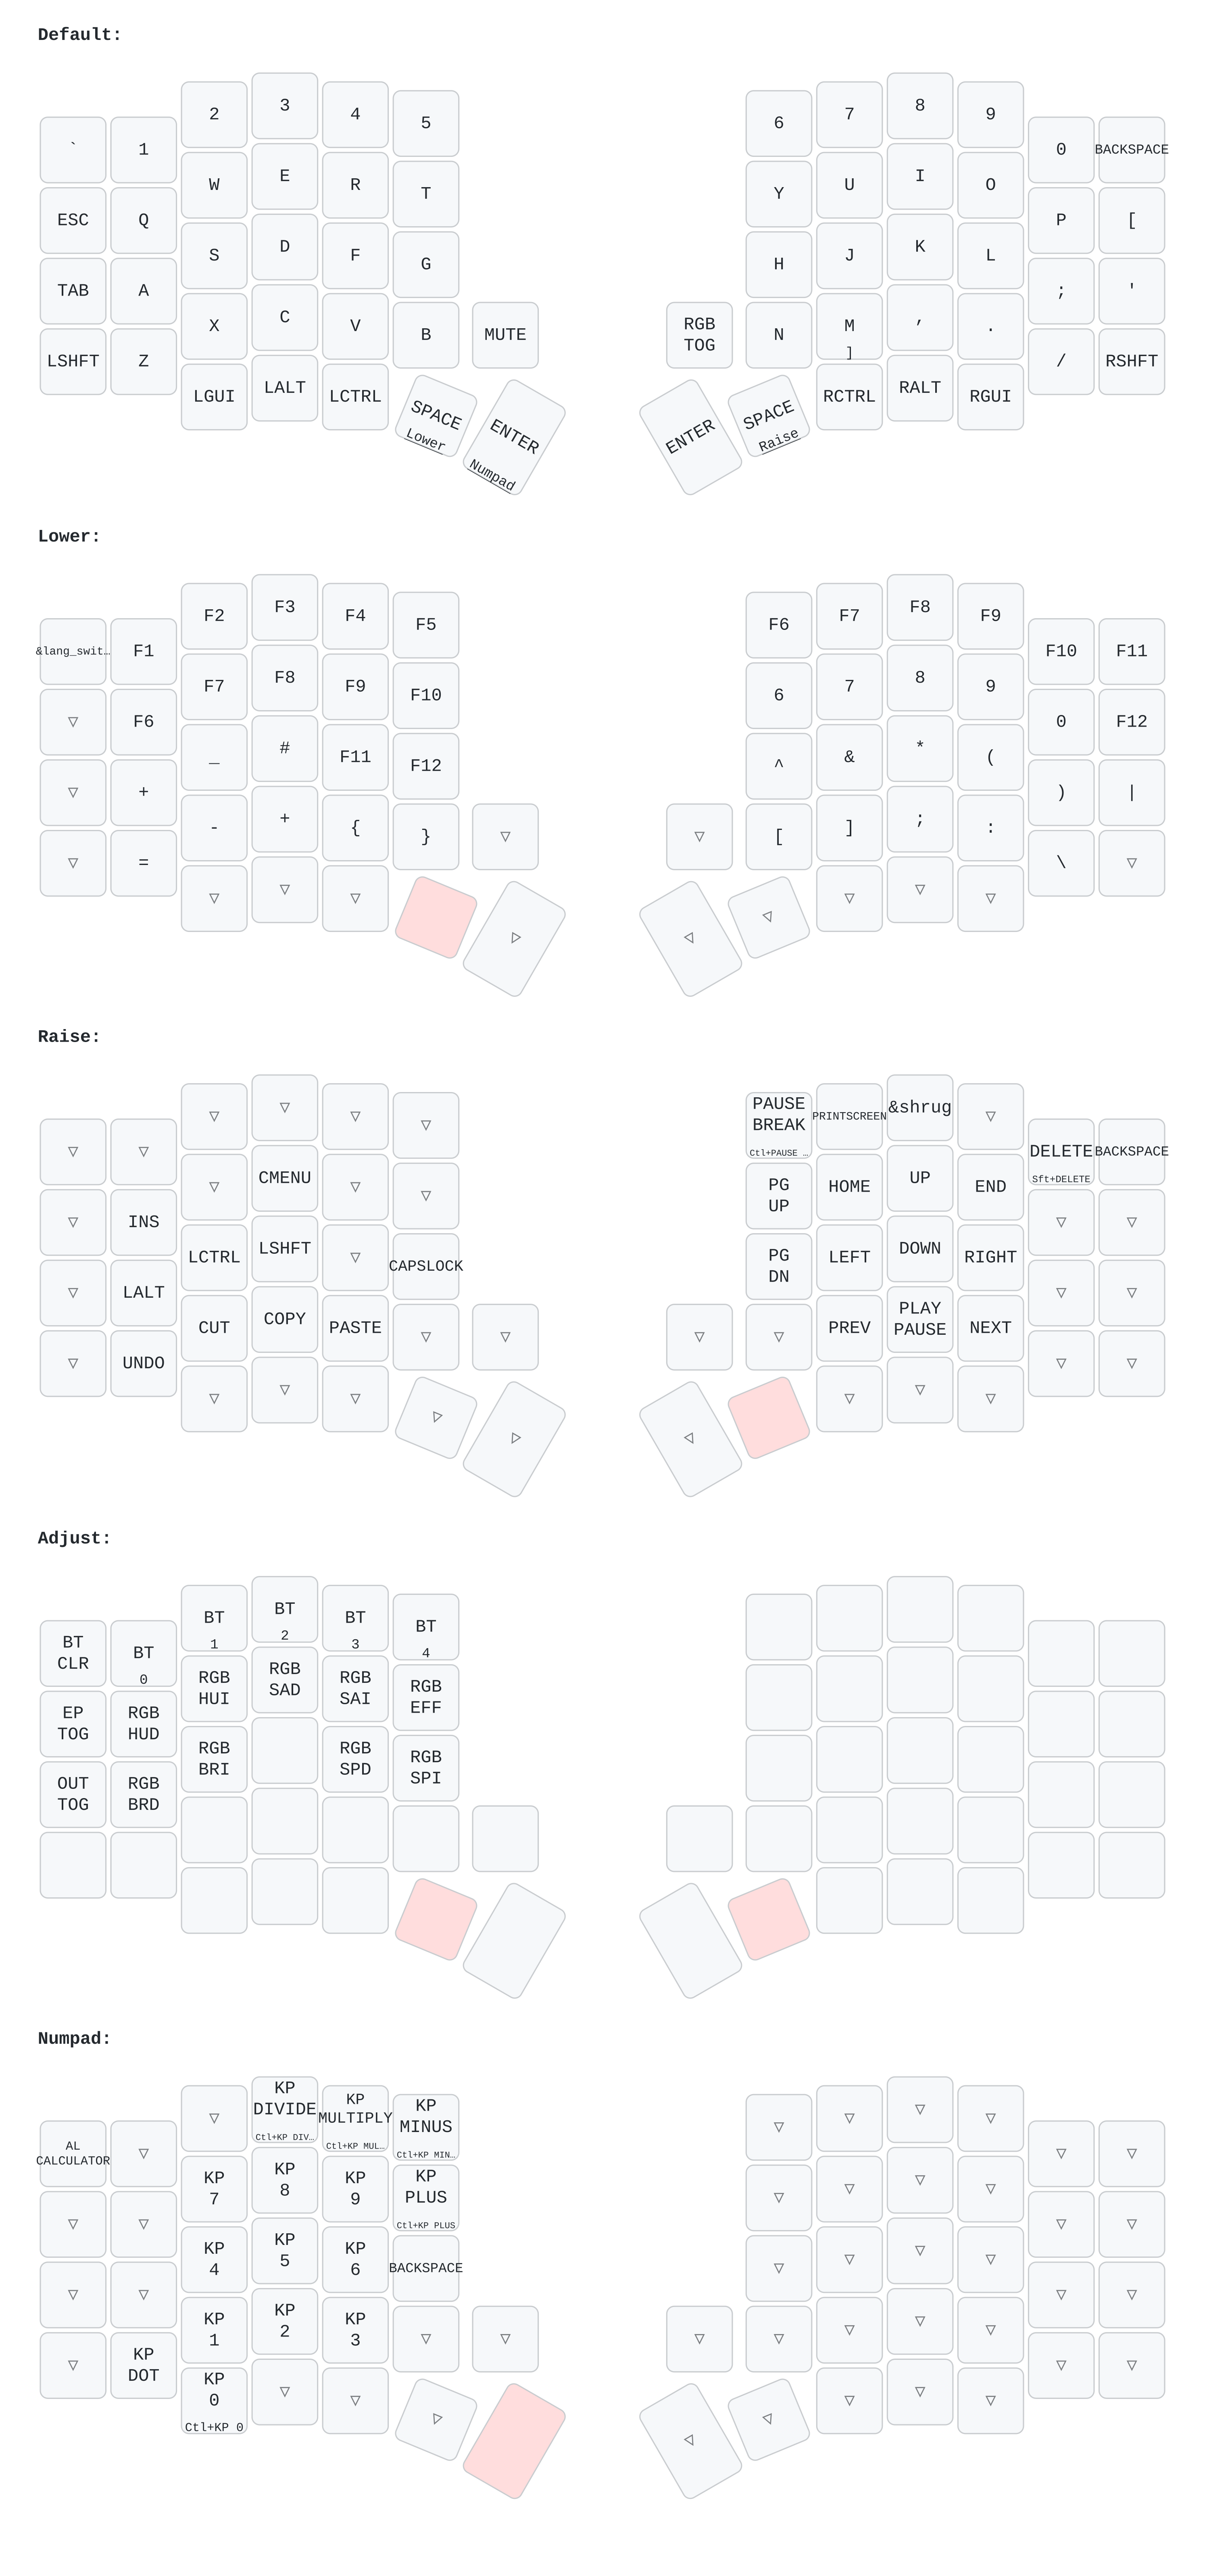 Default:
` 1 2 3 4 5 6 7 8 9 0 BACKSPACE
ESC Q W E R T Y U I O P [
TAB A S D F G H J K L ; '
LSHFT Z X C V B MUTE RGB TOG N M ] , . / RSHFT
LGUI LALT LCTRL SPACE Lower ENTER Numpad ENTER SPACE Raise RCTRL RALT RGUI
Lower:
&lang_swit… F1 F2 F3 F4 F5 F6 F7 F8 F9 F10 F11
▽ F6 F7 F8 F9 F10 6 7 8 9 0 F12
▽ + _ # F11 F12 ^ & * ( ) |
▽ = - + { } ▽ ▽ [ ] ; : \ ▽
▽ ▽ ▽ ▽ ▽ ▽ ▽ ▽ ▽
Raise:
▽ ▽ ▽ ▽ ▽ ▽ PAUSE BREAK Ctl+PAUSE … PRINTSCREEN &shrug ▽ DELETE Sft+DELETE BACKSPACE
▽ INS ▽ CMENU ▽ ▽ PG UP HOME UP END ▽ ▽
▽ LALT LCTRL LSHFT ▽ CAPSLOCK PG DN LEFT DOWN RIGHT ▽ ▽
▽ UNDO CUT COPY PASTE ▽ ▽ ▽ ▽ PREV PLAY PAUSE NEXT ▽ ▽
▽ ▽ ▽ ▽ ▽ ▽ ▽ ▽ ▽
Adjust:
BT CLR BT 0 BT 1 BT 2 BT 3 BT 4
EP TOG RGB HUD RGB HUI RGB SAD RGB SAI RGB EFF
OUT TOG RGB BRD RGB BRI RGB SPD RGB SPI
Numpad:
AL CALCULATOR ▽ ▽ KP DIVIDE Ctl+KP DIV… KP MULTIPLY Ctl+KP MUL… KP MINUS Ctl+KP MIN… ▽ ▽ ▽ ▽ ▽ ▽
▽ ▽ KP 7 KP 8 KP 9 KP PLUS Ctl+KP PLUS ▽ ▽ ▽ ▽ ▽ ▽
▽ ▽ KP 4 KP 5 KP 6 BACKSPACE ▽ ▽ ▽ ▽ ▽ ▽
▽ KP DOT KP 1 KP 2 KP 3 ▽ ▽ ▽ ▽ ▽ ▽ ▽ ▽ ▽
KP 0 Ctl+KP 0 ▽ ▽ ▽ ▽ ▽ ▽ ▽ ▽